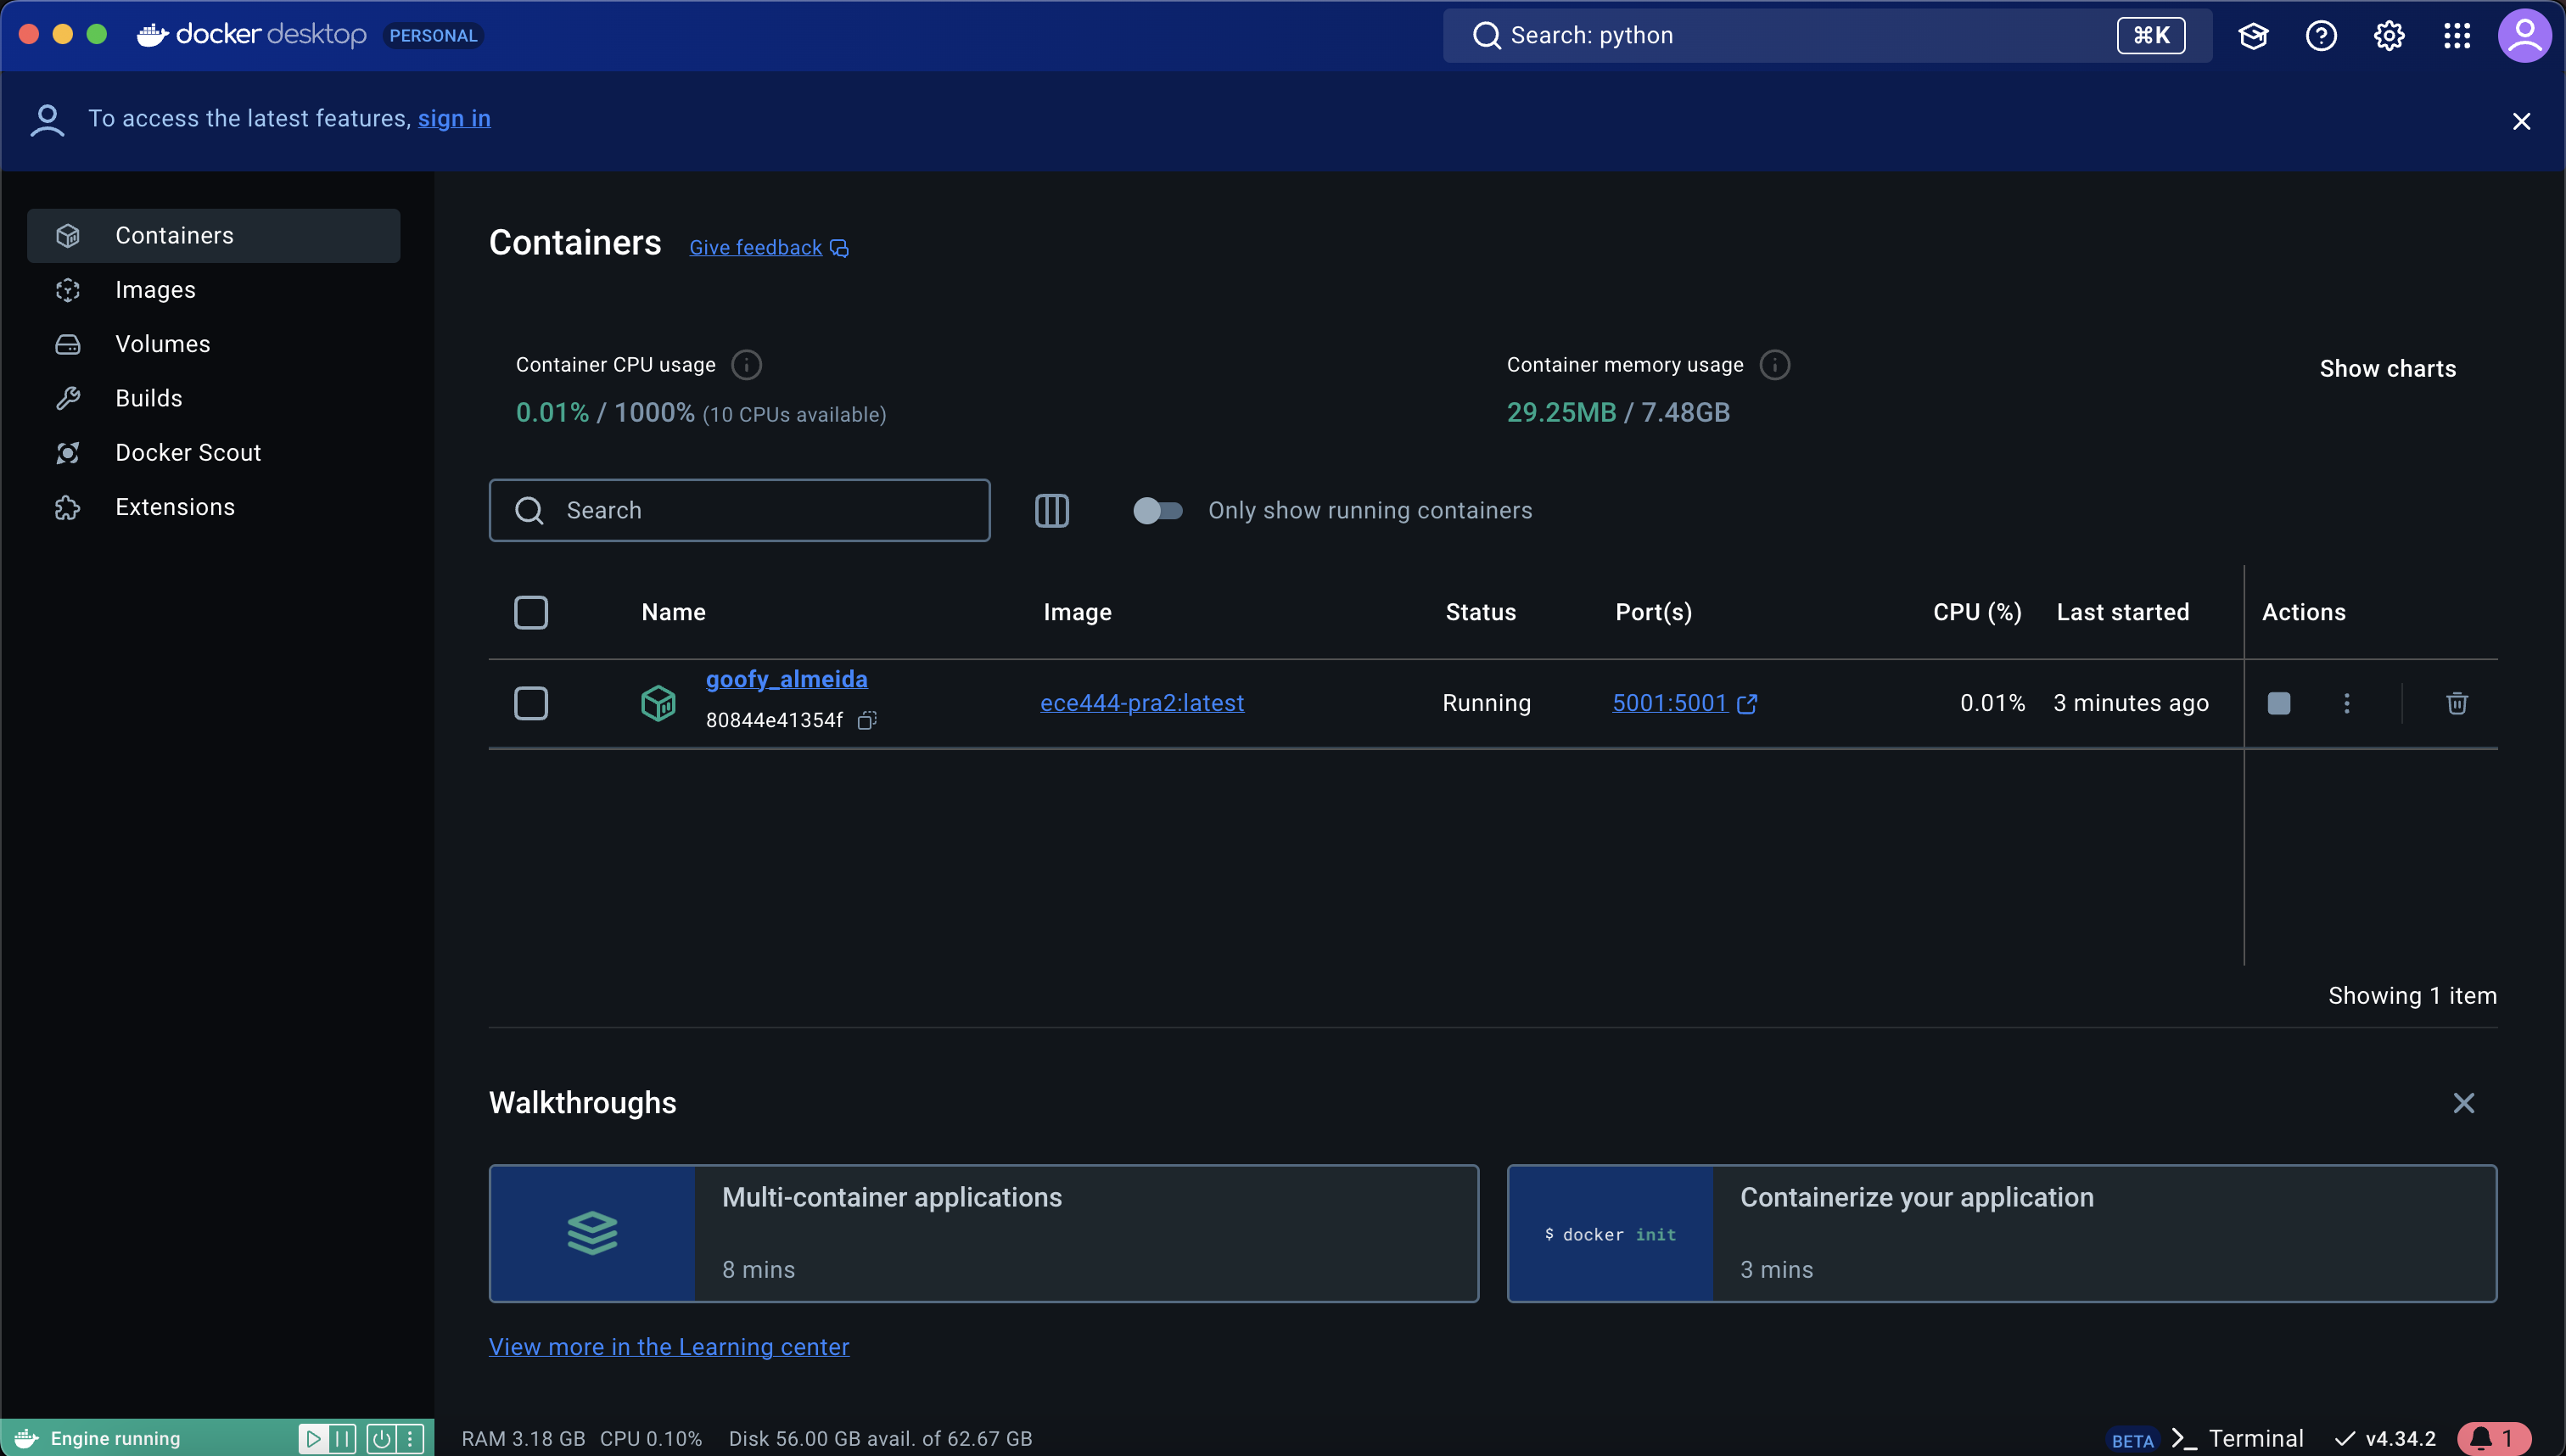 docker desktop PERSONAL
Search: python ⌘K
To access the latest features, sign in
Containers
Images
Volumes
Builds
Docker Scout
Extensions
Containers Give feedback
Container CPU usage
0.01% / 1000% (10 CPUs available)
Container memory usage
29.25MB / 7.48GB
Show charts
Search
Only show running containers
Name Image Status Port(s) CPU (%) Last started Actions
goofy_almeida
80844e41354f
ece444-pra2:latest Running 5001:5001 0.01% 3 minutes ago
Showing 1 item
Walkthroughs
Multi-container applications
8 mins
$ docker init
Containerize your application
3 mins
View more in the Learning center
Engine running
RAM 3.18 GB CPU 0.10% Disk 56.00 GB avail. of 62.67 GB
BETA >_ Terminal v4.34.2 1